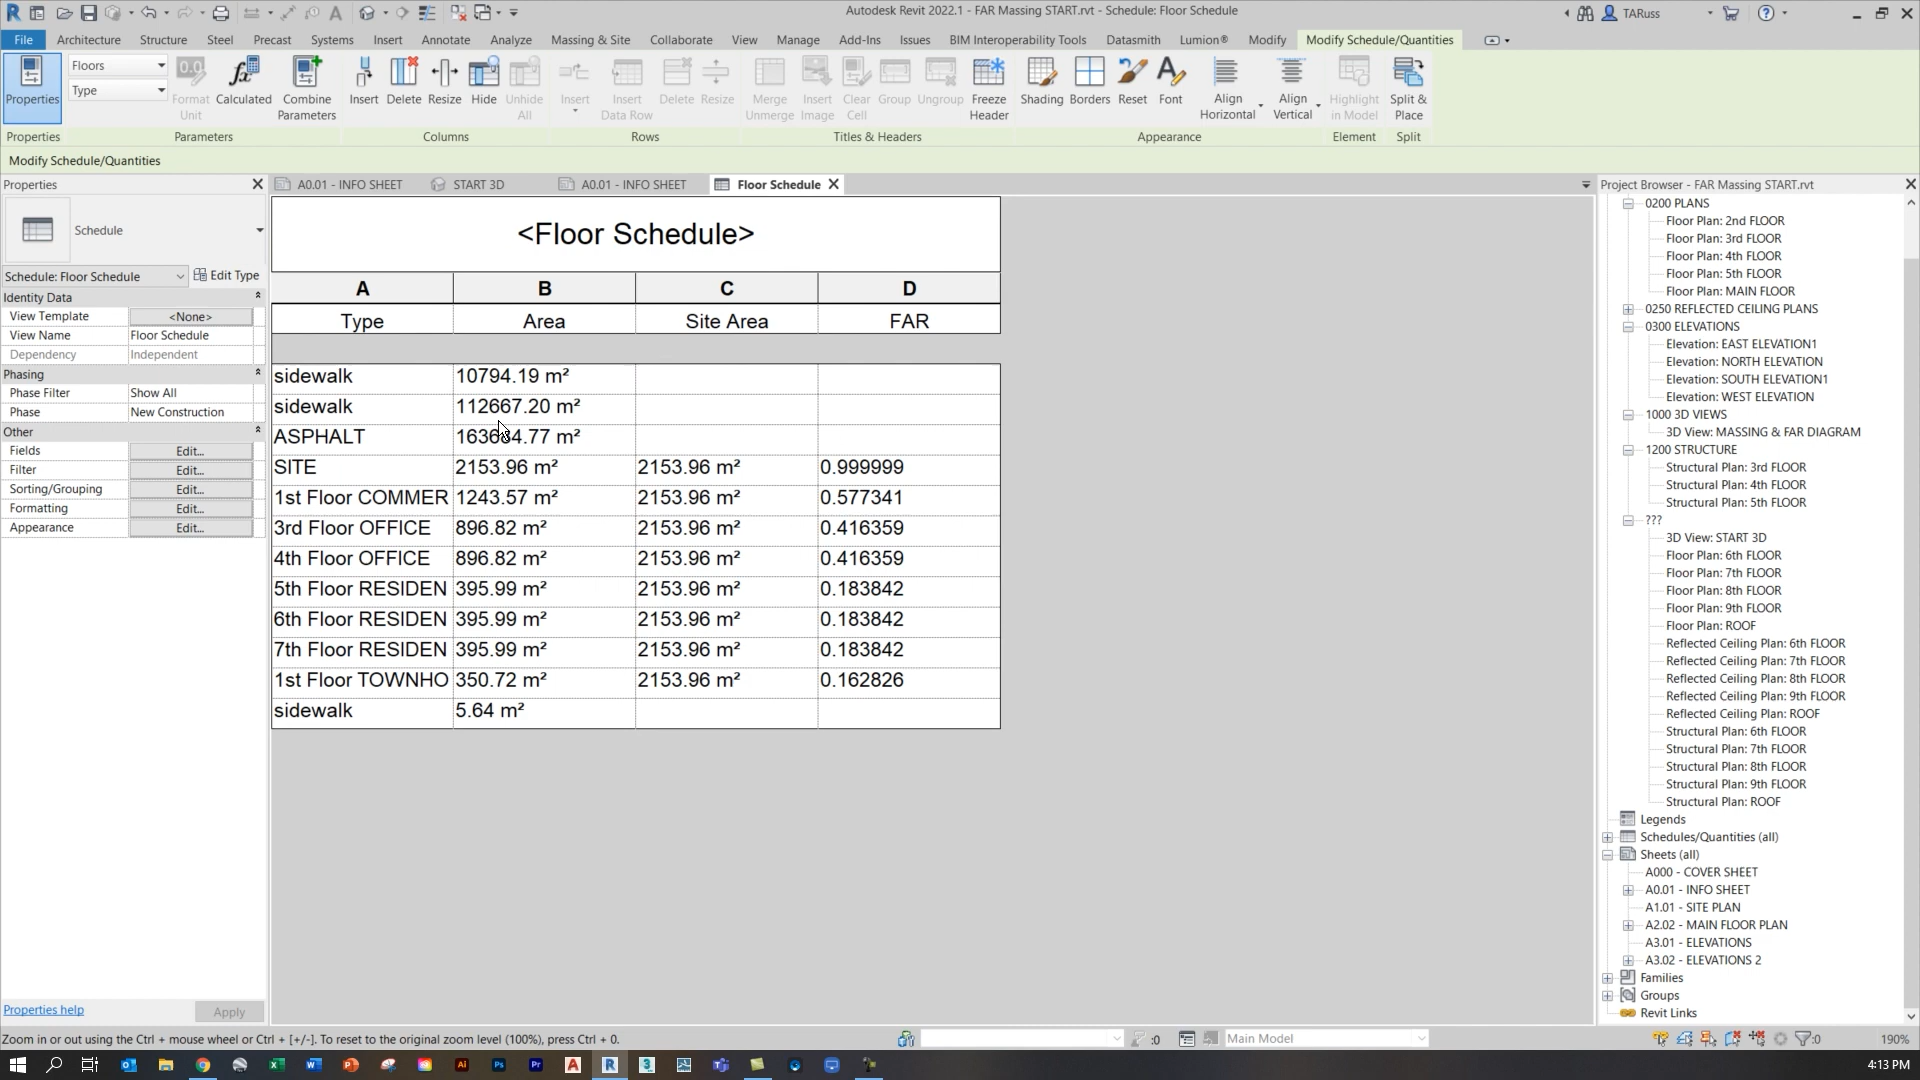 Autodesk Revit 2022.1 - FAR Massing START.rvt - Schedule: Floor Schedule
TARuss
File Architecture Structure Steel Precast Systems Insert Annotate Analyze Massing & Site Collaborate View Manage Add-Ins Issues BIM Interoperability Tools Datasmith Lumion® Modify Modify Schedule/Quantities
Floors
Type
Properties
Format Unit
Calculated
Combine Parameters
Insert
Delete
Resize
Hide
Unhide All
Insert
Insert Data Row
Delete
Resize
Merge Unmerge
Insert Image
Clear Cell
Group
Ungroup
Freeze Header
Shading
Borders
Reset
Font
Align Horizontal
Align Vertical
Highlight in Model
Split & Place
Properties Parameters Columns Rows Titles & Headers Appearance Element Split
Modify Schedule/Quantities
Properties
Schedule
Schedule: Floor Schedule Edit Type
Identity Data
View Template <None>
View Name Floor Schedule
Dependency Independent
Phasing
Phase Filter Show All
Phase New Construction
Other
Fields Edit...
Filter Edit...
Sorting/Grouping Edit...
Formatting Edit...
Appearance Edit...
Properties help Apply
A0.01 - INFO SHEET START 3D A0.01 - INFO SHEET Floor Schedule
<Floor Schedule>
A B C D
Type Area Site Area FAR
sidewalk 10794.19 m²
sidewalk 112667.20 m²
ASPHALT 4.77 m²
SITE 2153.96 m² 2153.96 m² 0.999999
1st Floor COMMER 1243.57 m² 2153.96 m² 0.577341
3rd Floor OFFICE 896.82 m² 2153.96 m² 0.416359
4th Floor OFFICE 896.82 m² 2153.96 m² 0.416359
5th Floor RESIDEN 395.99 m² 2153.96 m² 0.183842
6th Floor RESIDEN 395.99 m² 2153.96 m² 0.183842
7th Floor RESIDEN 395.99 m² 2153.96 m² 0.183842
1st Floor TOWNHO 350.72 m² 2153.96 m² 0.162826
sidewalk 5.64 m²
Project Browser - FAR Massing START.rvt
0200 PLANS
Floor Plan: 2nd FLOOR
Floor Plan: 3rd FLOOR
Floor Plan: 4th FLOOR
Floor Plan: 5th FLOOR
Floor Plan: MAIN FLOOR
0250 REFLECTED CEILING PLANS
0300 ELEVATIONS
Elevation: EAST ELEVATION1
Elevation: NORTH ELEVATION
Elevation: SOUTH ELEVATION1
Elevation: WEST ELEVATION
1000 3D VIEWS
3D View: MASSING & FAR DIAGRAM
1200 STRUCTURE
Structural Plan: 3rd FLOOR
Structural Plan: 4th FLOOR
Structural Plan: 5th FLOOR
???
3D View: START 3D
Floor Plan: 6th FLOOR
Floor Plan: 7th FLOOR
Floor Plan: 8th FLOOR
Floor Plan: 9th FLOOR
Floor Plan: ROOF
Reflected Ceiling Plan: 6th FLOOR
Reflected Ceiling Plan: 7th FLOOR
Reflected Ceiling Plan: 8th FLOOR
Reflected Ceiling Plan: 9th FLOOR
Reflected Ceiling Plan: ROOF
Structural Plan: 6th FLOOR
Structural Plan: 7th FLOOR
Structural Plan: 8th FLOOR
Structural Plan: 9th FLOOR
Structural Plan: ROOF
Legends
Schedules/Quantities (all)
Sheets (all)
A000 - COVER SHEET
A0.01 - INFO SHEET
A1.01 - SITE PLAN
A2.02 - MAIN FLOOR PLAN
A3.01 - ELEVATIONS
A3.02 - ELEVATIONS 2
Families
Groups
Revit Links
Zoom in or out using the Ctrl + mouse wheel or Ctrl + [+/-]. To reset to the original zoom level (100%), press Ctrl + 0. :0 Main Model :0 190%
4:13 PM